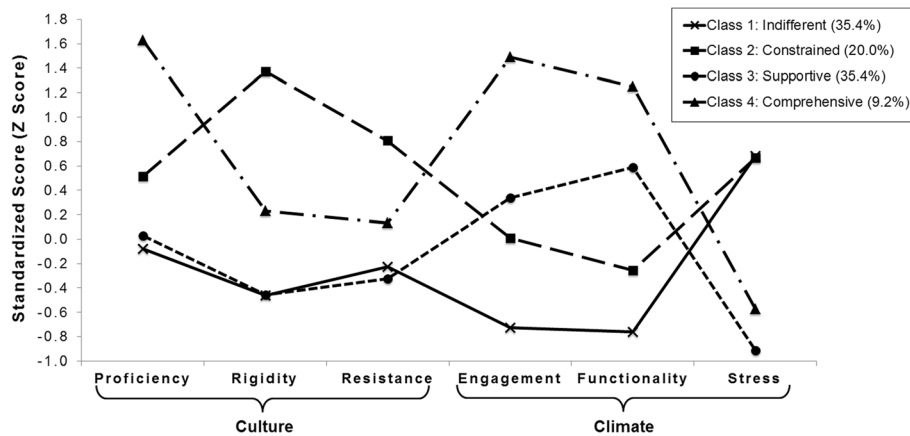 Standardized Score (Z Score)
1.8
1.6
1.4
1.2
1.0
0.8
0.6
0.4
0.2
0.0
-0.2
-0.4
-0.6
-0.8
-1.0
Class 1: Indifferent (35.4%)
Class 2: Constrained (20.0%)
Class 3: Supportive (35.4%)
Class 4: Comprehensive (9.2%)
Proficiency Rigidity Resistance Engagement Functionality Stress
Culture Climate